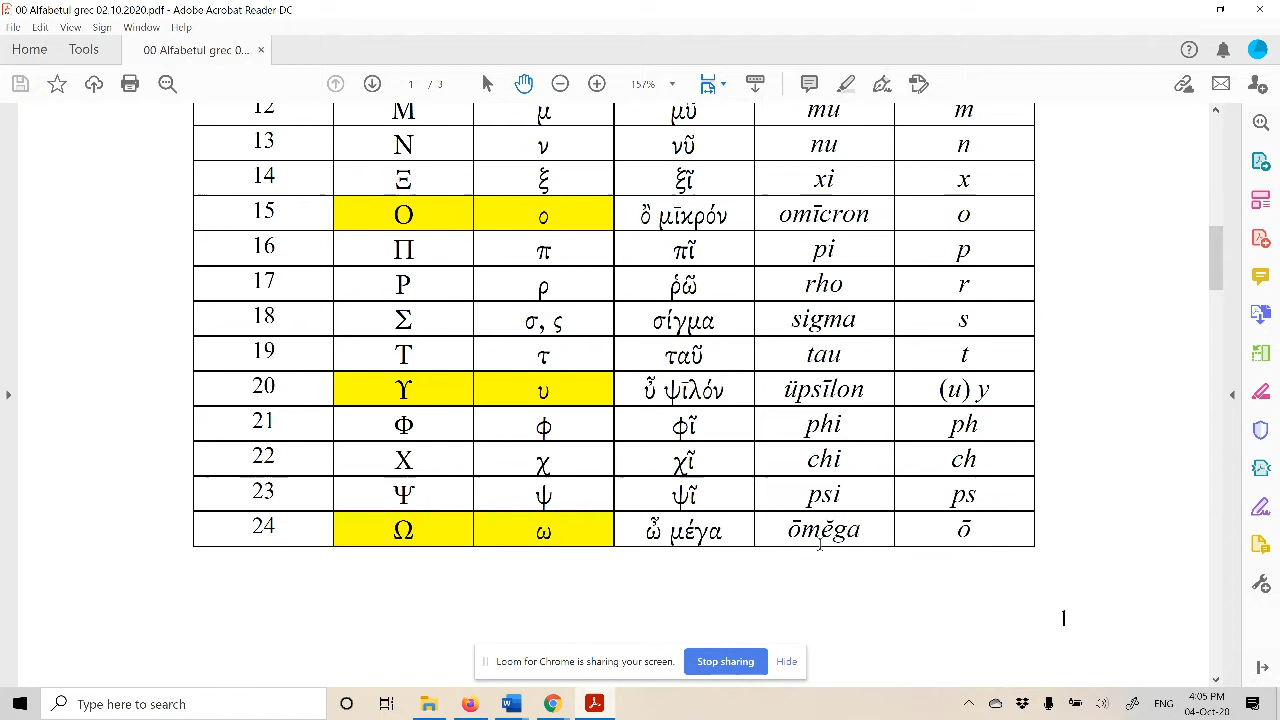 00 Alfabetul grec 02.10.2020.pdf - Adobe Acrobat Reader DC
File Edit View Sign Window Help
Home Tools 00 Alfabetul grec 0... ×
1 / 3 157%
12 Μ μ μῦ mu m
13 Ν ν νῦ nu n
14 Ξ ξ ξῖ xi x
15 Ο ο ὂ μῑκρόν omīcron o
16 Π π πῖ pi p
17 Ρ ρ ῥῶ rho r
18 Σ σ, ς σίγμα sigma s
19 Τ τ ταῦ tau t
20 ϒ υ ὖ ψῑλόν üpsīlon (u) y
21 Φ φ φῖ phi ph
22 Χ χ χῖ chi ch
23 Ψ ψ ψῖ psi ps
24 Ω ω ὦ μέγα ōmĕga ō
1
Loom for Chrome is sharing your screen. Stop sharing Hide
Type here to search ENG 4:05 PM
04-Oct-20